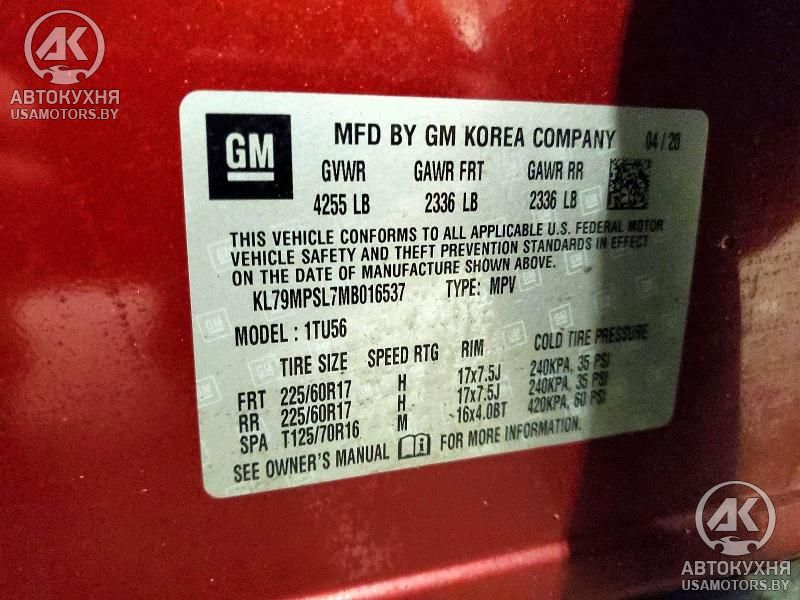 AK
АВТОКУХНЯ
USAMOTORS.BY
GM
MFD BY GM KOREA COMPANY 04/20
GVWR GAWR FRT GAWR RR
4255 LB 2336 LB 2336 LB
THIS VEHICLE CONFORMS TO ALL APPLICABLE U.S. FEDERAL MOTOR
VEHICLE SAFETY AND THEFT PREVENTION STANDARDS IN EFFECT
ON THE DATE OF MANUFACTURE SHOWN ABOVE.
KL79MPSL7MB016537 TYPE: MPV
MODEL: 1TU56
TIRE SIZE SPEED RTG RIM COLD TIRE PRESSURE
FRT 225/60R17 H 17x7.5J 240KPA, 35 PSI
RR 225/60R17 H 17x7.5J 240KPA, 35 PSI
SPA T125/70R16 M -16x4.0BT 420KPA, 60 PSI
SEE OWNER'S MANUAL FOR MORE INFORMATION.
AK
АВТОКУХНЯ
USAMOTORS.BY